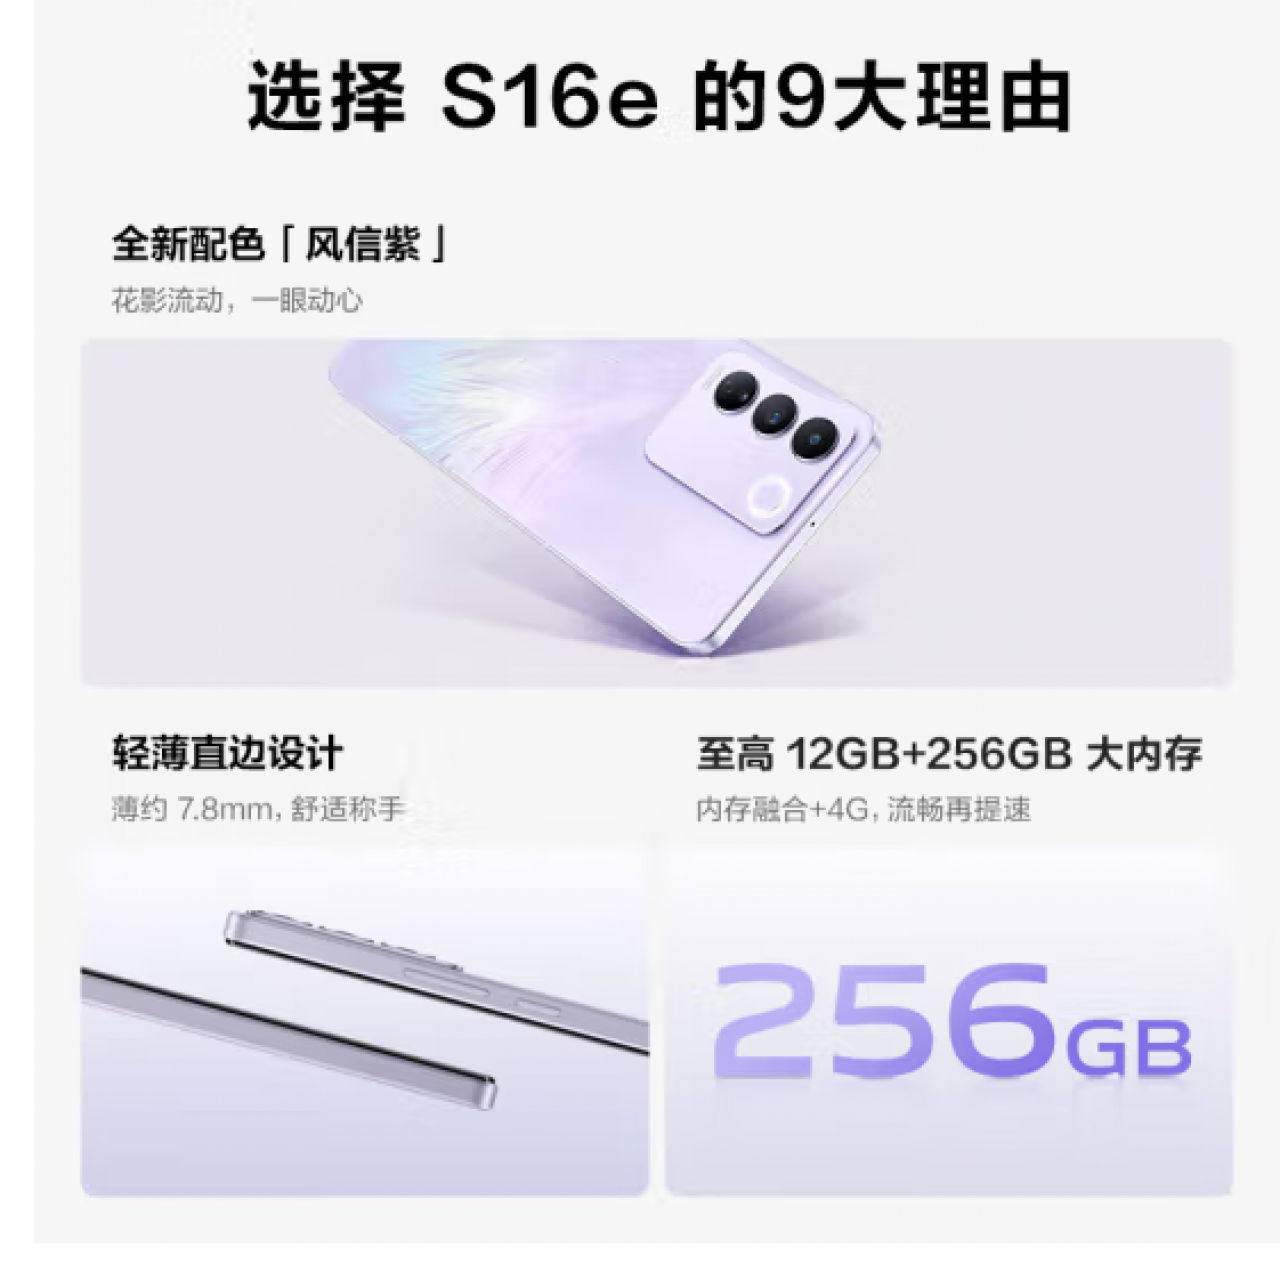 选择 S16e 的9大理由
全新配色「风信紫」
花影流动，一眼动心
轻薄直边设计
薄约 7.8mm, 舒适称手
至高 12GB+256GB 大内存
内存融合+4G, 流畅再提速
256GB